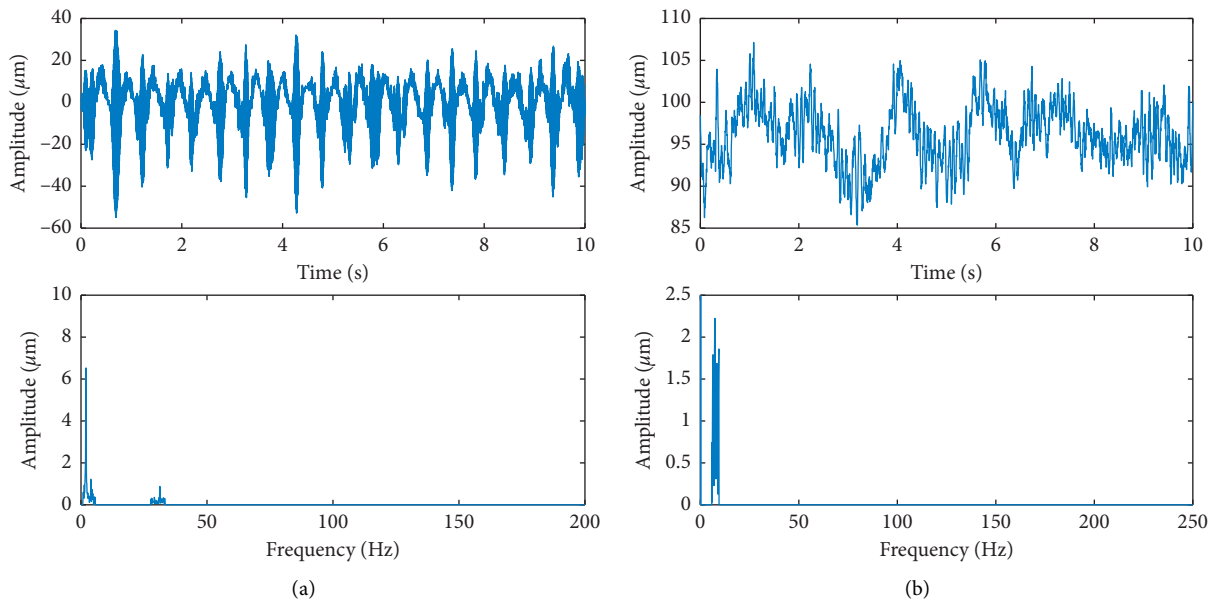 40
20
0
−20
−40
−60
Amplitude (μm)
0 2 4 6 8 10
Time (s)
110
105
100
95
90
85
Amplitude (μm)
0 2 4 6 8 10
Time (s)
10
8
6
4
2
0
Amplitude (μm)
0 50 100 150 200
Frequency (Hz)
(a)
2.5
2
1.5
1
0.5
0
Amplitude (μm)
0 50 100 150 200 250
Frequency (Hz)
(b)